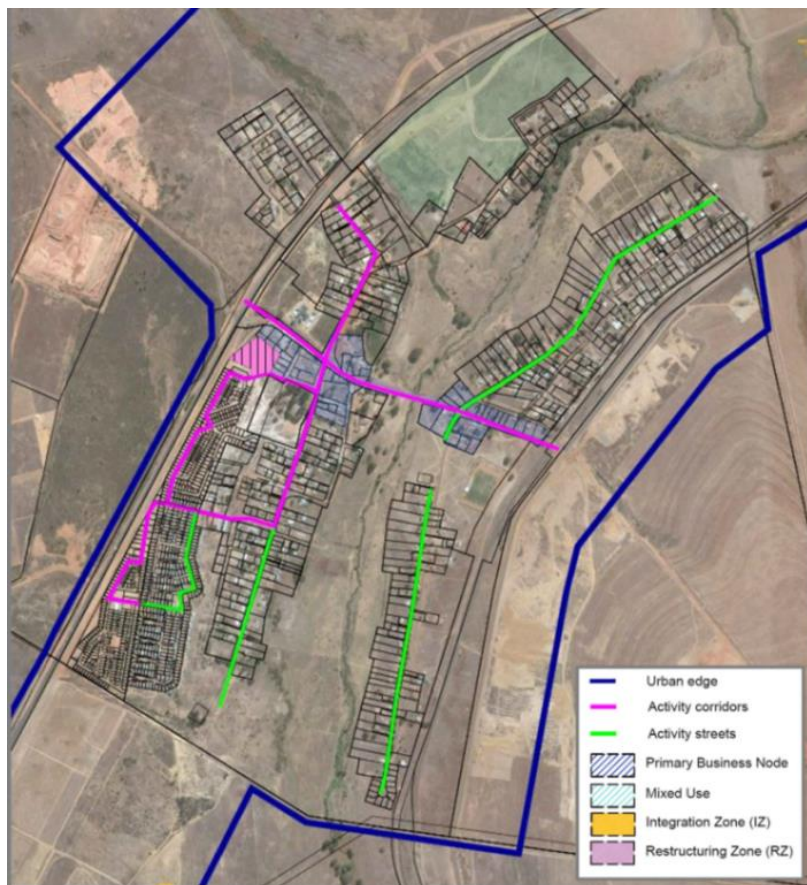 Urban edge
Activity corridors
Activity streets
Primary Business Node
Mixed Use
Integration Zone (IZ)
Restructuring Zone (RZ)